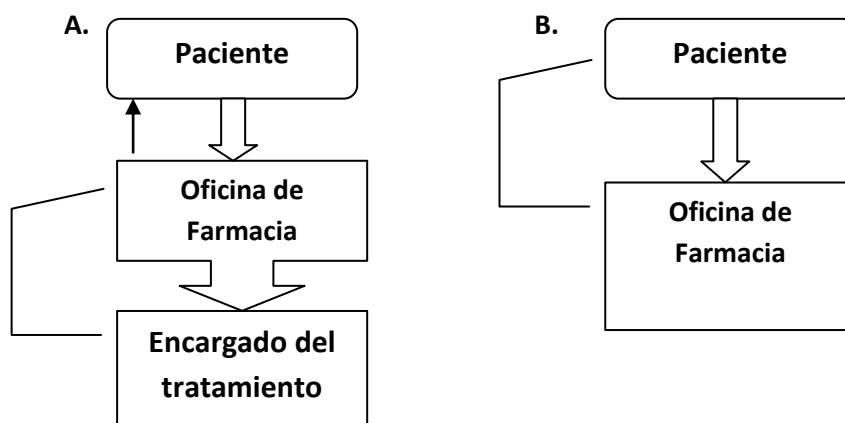 A.
Paciente
Oficina de
Farmacia
Encargado del
tratamiento
B.
Paciente
Oficina de
Farmacia